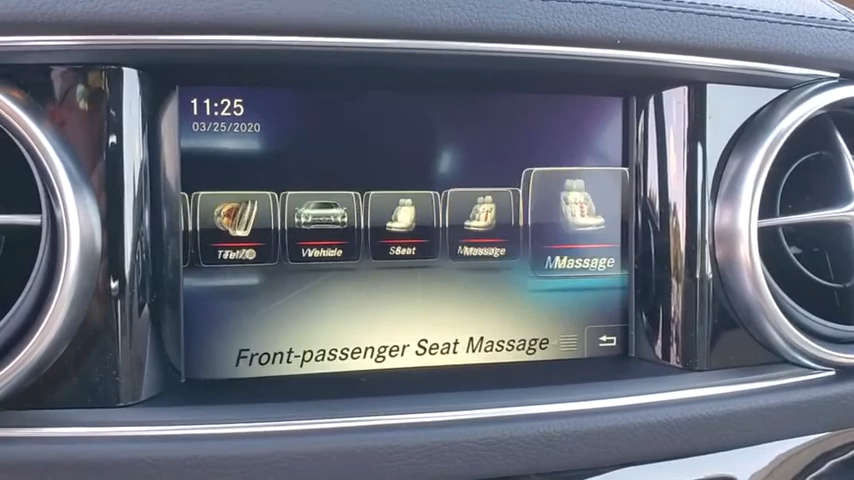 11:25
03/25/2020
Vehicle
Seat
Massage
Massage
Front-passenger Seat Massage